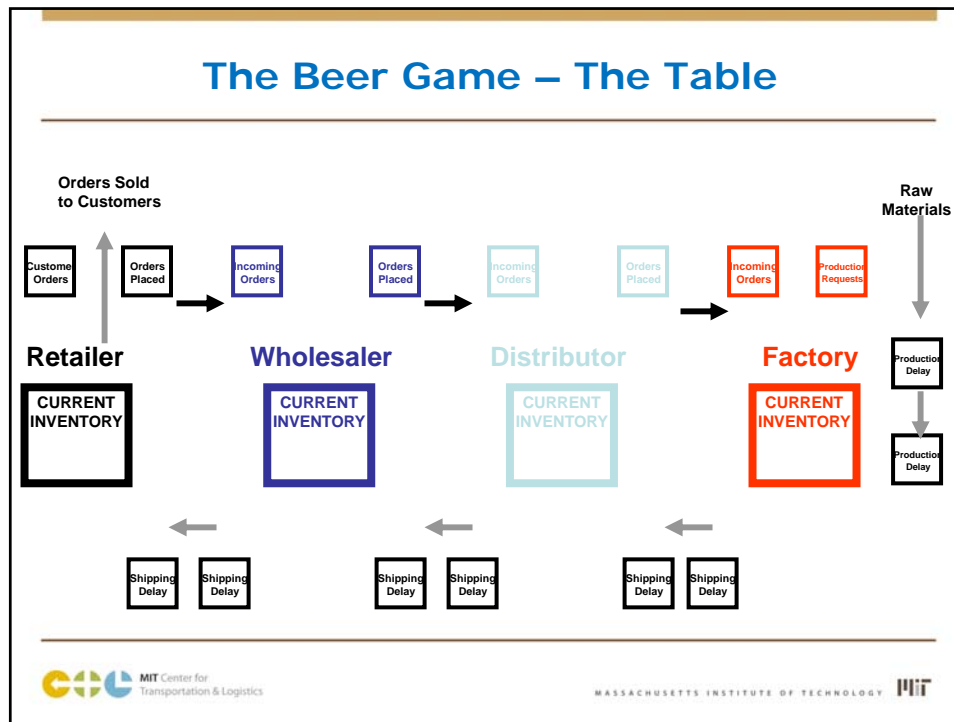 The Beer Game – The Table
Orders Sold
to Customers
Raw
Materials
Custome
Orders
Orders
Placed
Incoming
Orders
Orders
Placed
Incoming
Orders
Orders
Placed
Incoming
Orders
Production
Requests
Retailer
Wholesaler
Distributor
Factory
Production
Delay
CURRENT
INVENTORY
CURRENT
INVENTORY
CURRENT
INVENTORY
CURRENT
INVENTORY
Production
Delay
Shipping
Delay
Shipping
Delay
Shipping
Delay
Shipping
Delay
Shipping
Delay
Shipping
Delay
MIT Center for
Transportation & Logistics
MASSACHUSETTS INSTITUTE OF TECHNOLOGY